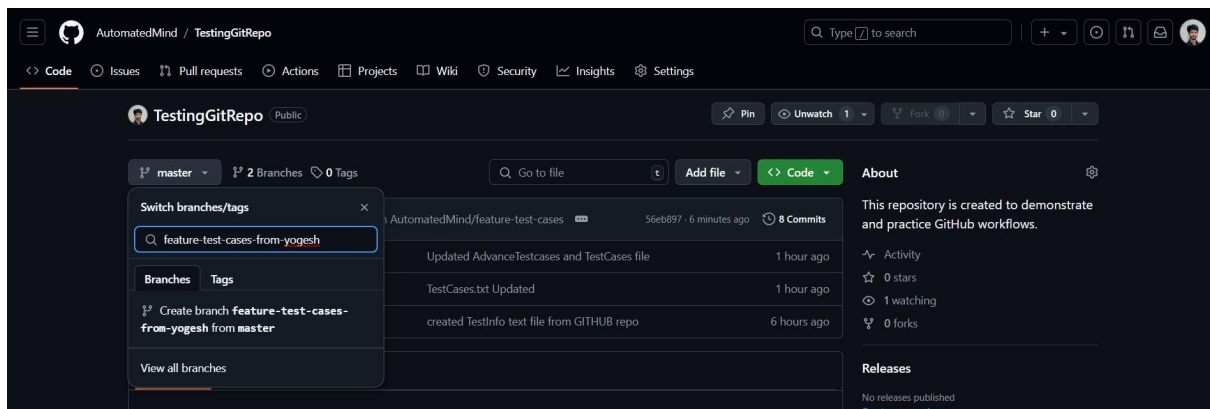 AutomatedMind / TestingGitRepo
Type / to search
Code Issues Pull requests Actions Projects Wiki Security Insights Settings
TestingGitRepo Public
Pin Unwatch 1 Fork 0 Star 0
master 2 Branches 0 Tags Go to file t Add file Code
Switch branches/tags
feature-test-cases-from-yogesh
Branches Tags
Create branch feature-test-cases-
from-yogesh from master
View all branches
AutomatedMind/feature-test-cases 56eb897 · 6 minutes ago 8 Commits
Updated AdvanceTestcases and TestCases file 1 hour ago
TestCases.txt Updated 1 hour ago
created TestInfo text file from GITHUB repo 6 hours ago
About
This repository is created to demonstrate
and practice GitHub workflows.
Activity
0 stars
1 watching
0 forks
Releases
No releases published